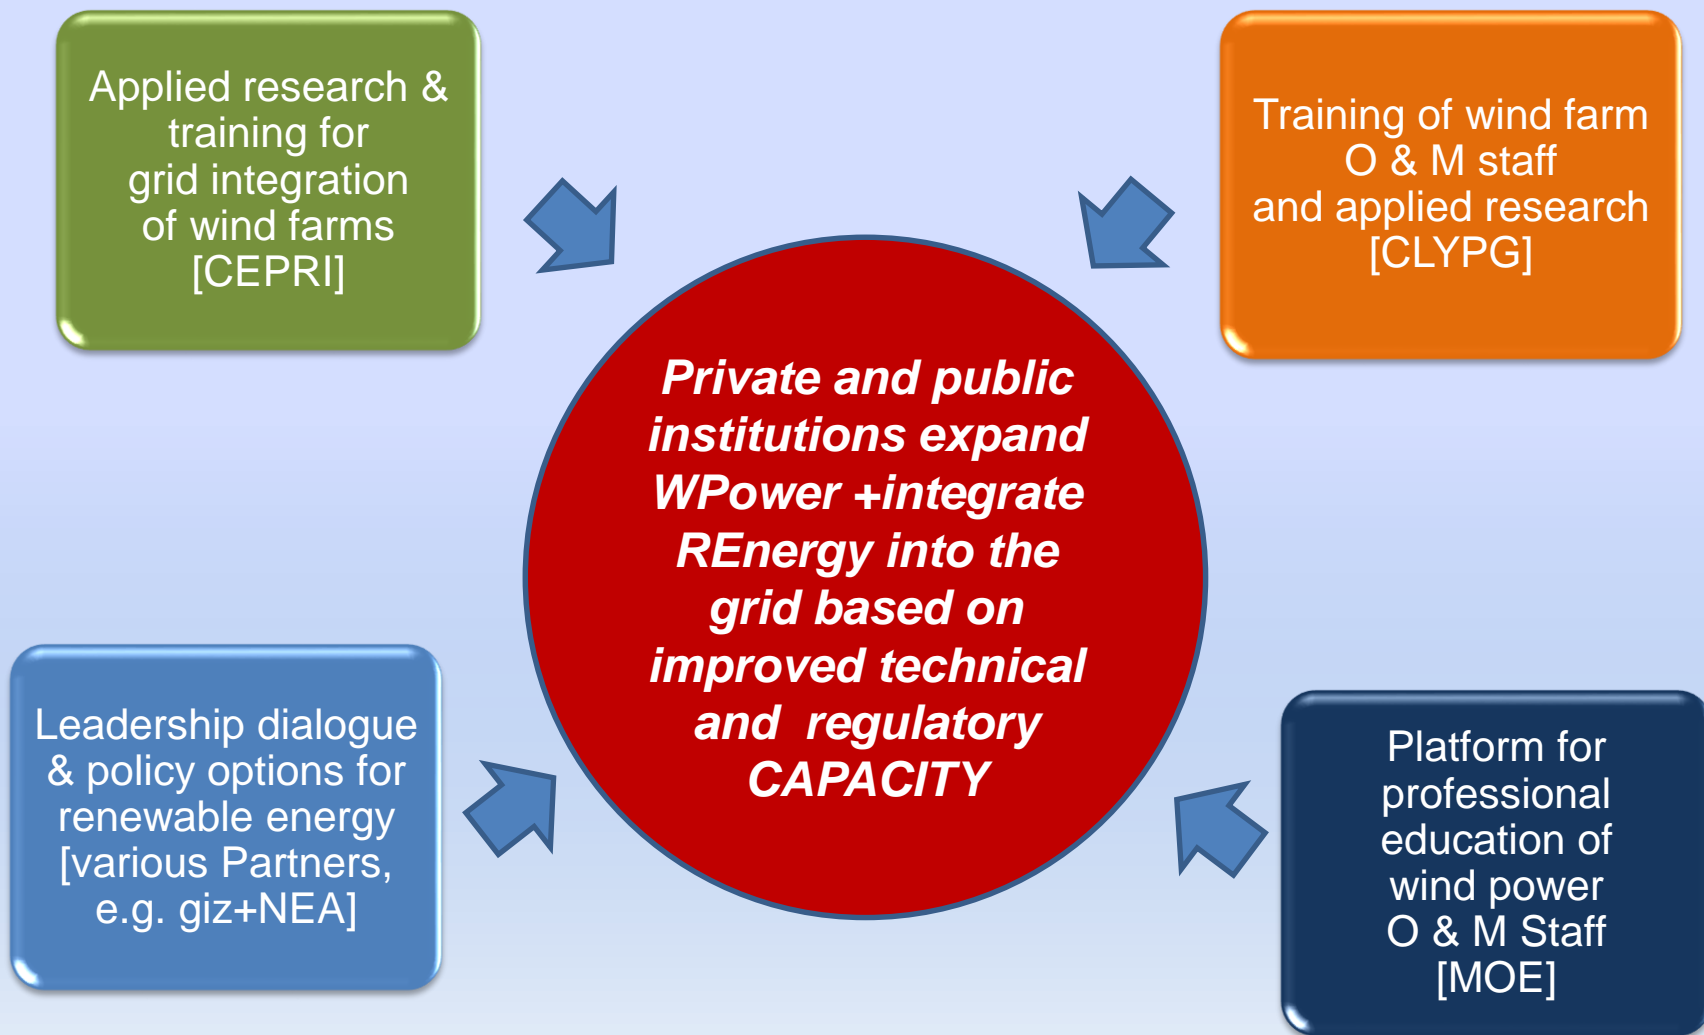 Applied research &
training for
grid integration
of wind farms
[CEPRI]
Training of wind farm
O & M staff
and applied research
[CLYPG]
Private and public
institutions expand
WPower +integrate
REnergy into the
grid based on
improved technical
and  regulatory
CAPACITY
Leadership dialogue
& policy options for
renewable energy
[various Partners,
e.g. giz+NEA]
Platform for
professional
education of
wind power
O & M Staff
[MOE]